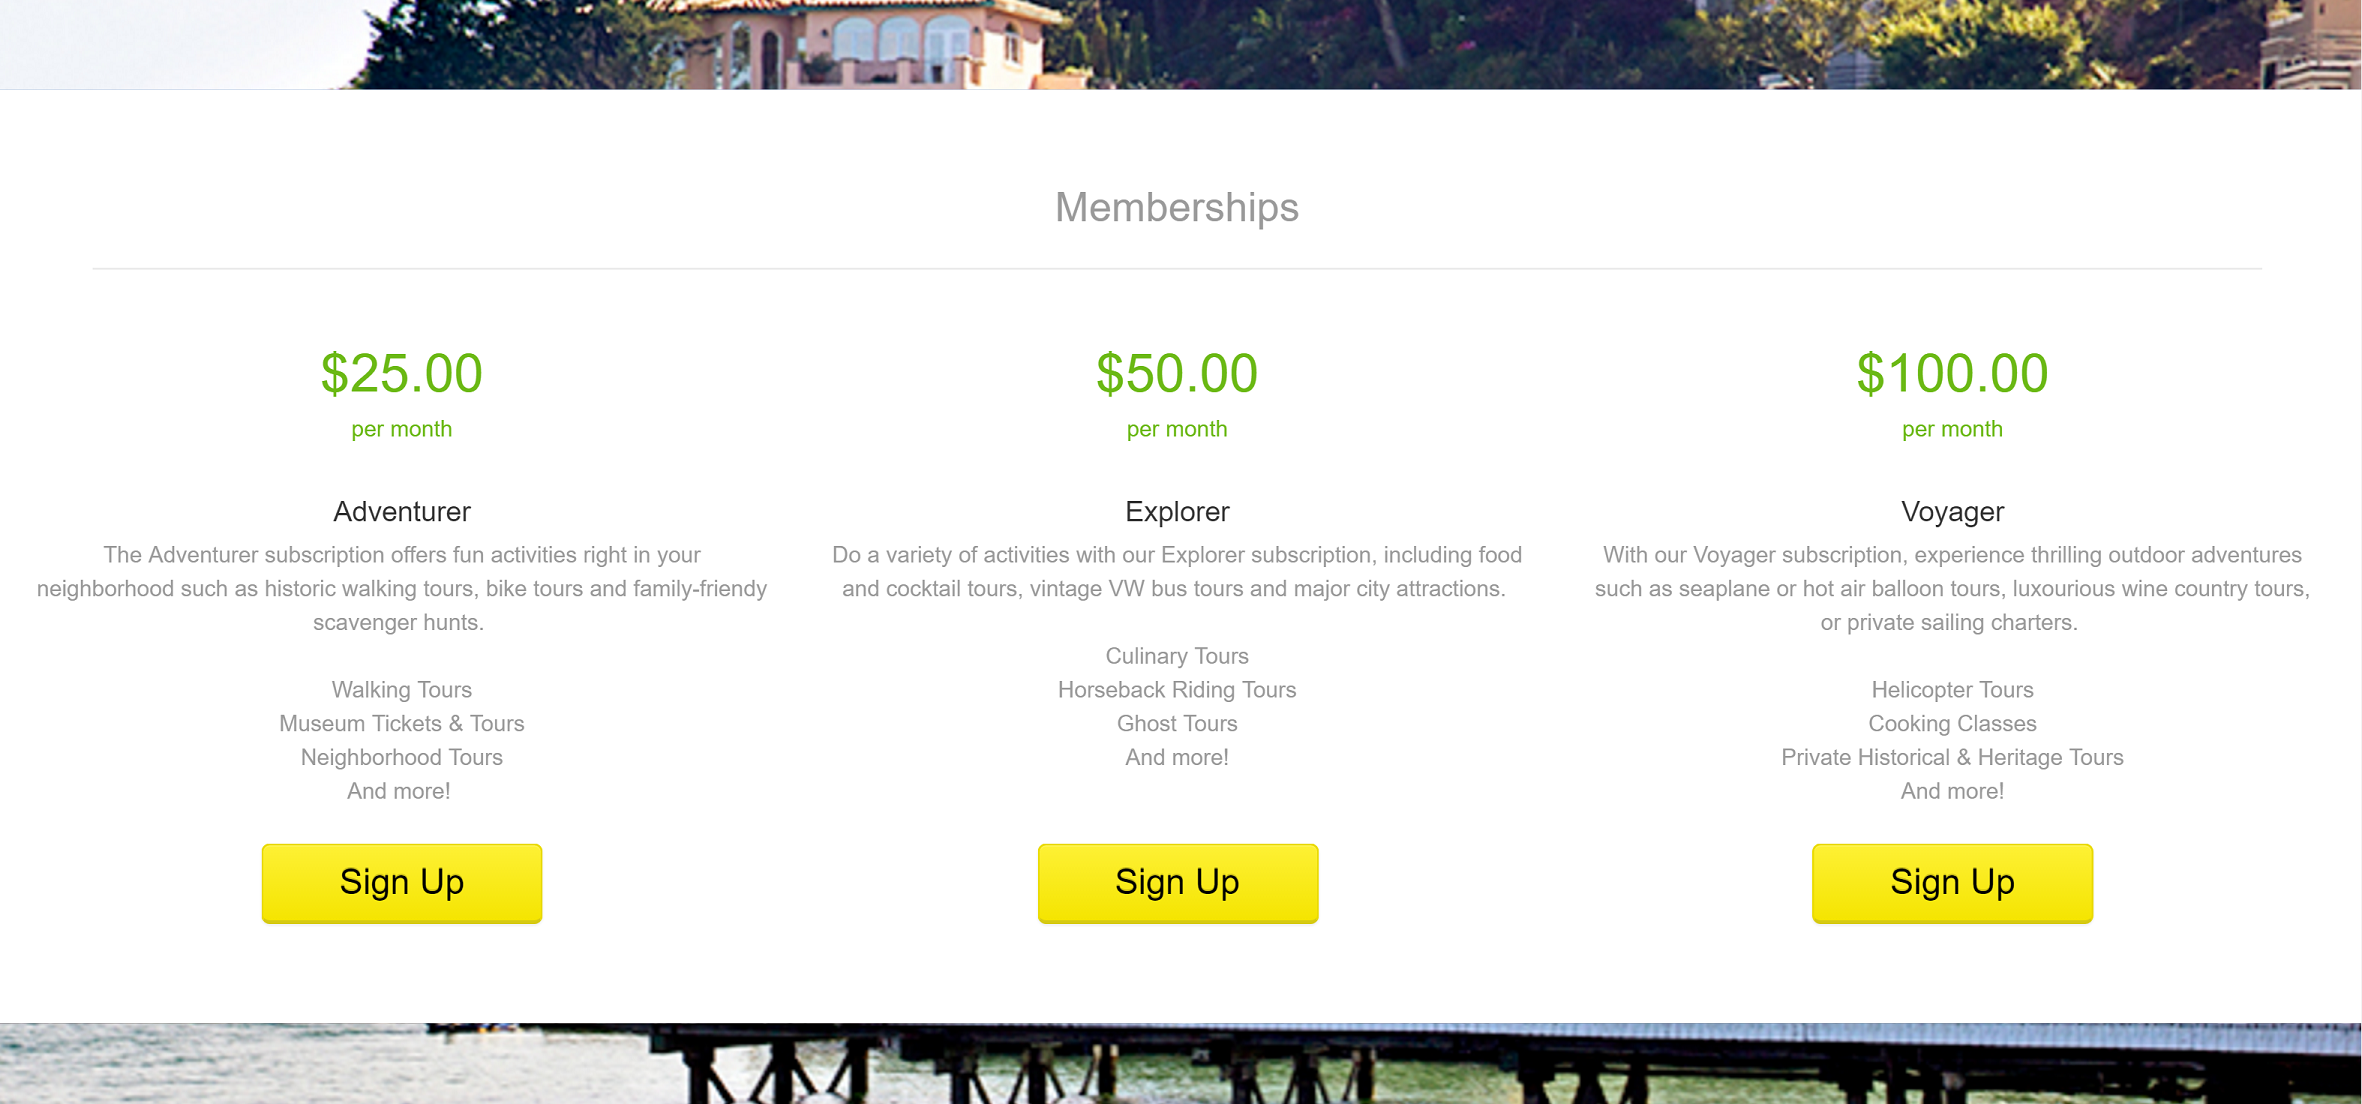 Memberships
$25.00
per month
Adventurer
The Adventurer subscription offers fun activities right in your
neighborhood such as historic walking tours, bike tours and family-friendly
scavenger hunts.
Walking Tours
Museum Tickets & Tours
Neighborhood Tours
And more!
Sign Up
$50.00
per month
Explorer
Do a variety of activities with our Explorer subscription, including food
and cocktail tours, vintage VW bus tours and major city attractions.
Culinary Tours
Horseback Riding Tours
Ghost Tours
And more!
Sign Up
$100.00
per month
Voyager
With our Voyager subscription, experience thrilling outdoor adventures
such as seaplane or hot air balloon tours, luxourious wine country tours,
or private sailing charters.
Helicopter Tours
Cooking Classes
Private Historical & Heritage Tours
And more!
Sign Up